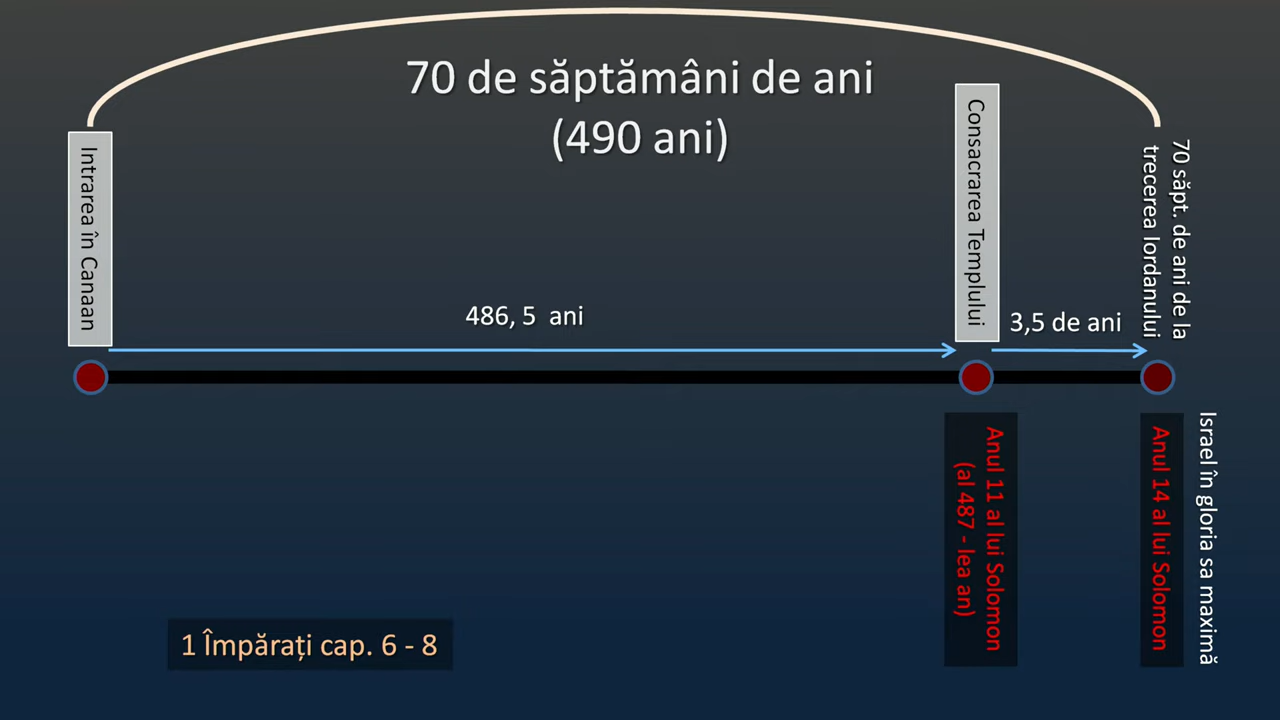 70 de săptămâni de ani
(490 ani)
Intrarea în Canaan
486, 5 ani
Consacrarea Templului
3,5 de ani
70 săpt. de ani de la
trecerea Iordanului
Anul 11 al lui Solomon
(al 487 - lea an)
Anul 14 al lui Solomon
Israel în gloria sa maximă
1 Împărați cap. 6 - 8